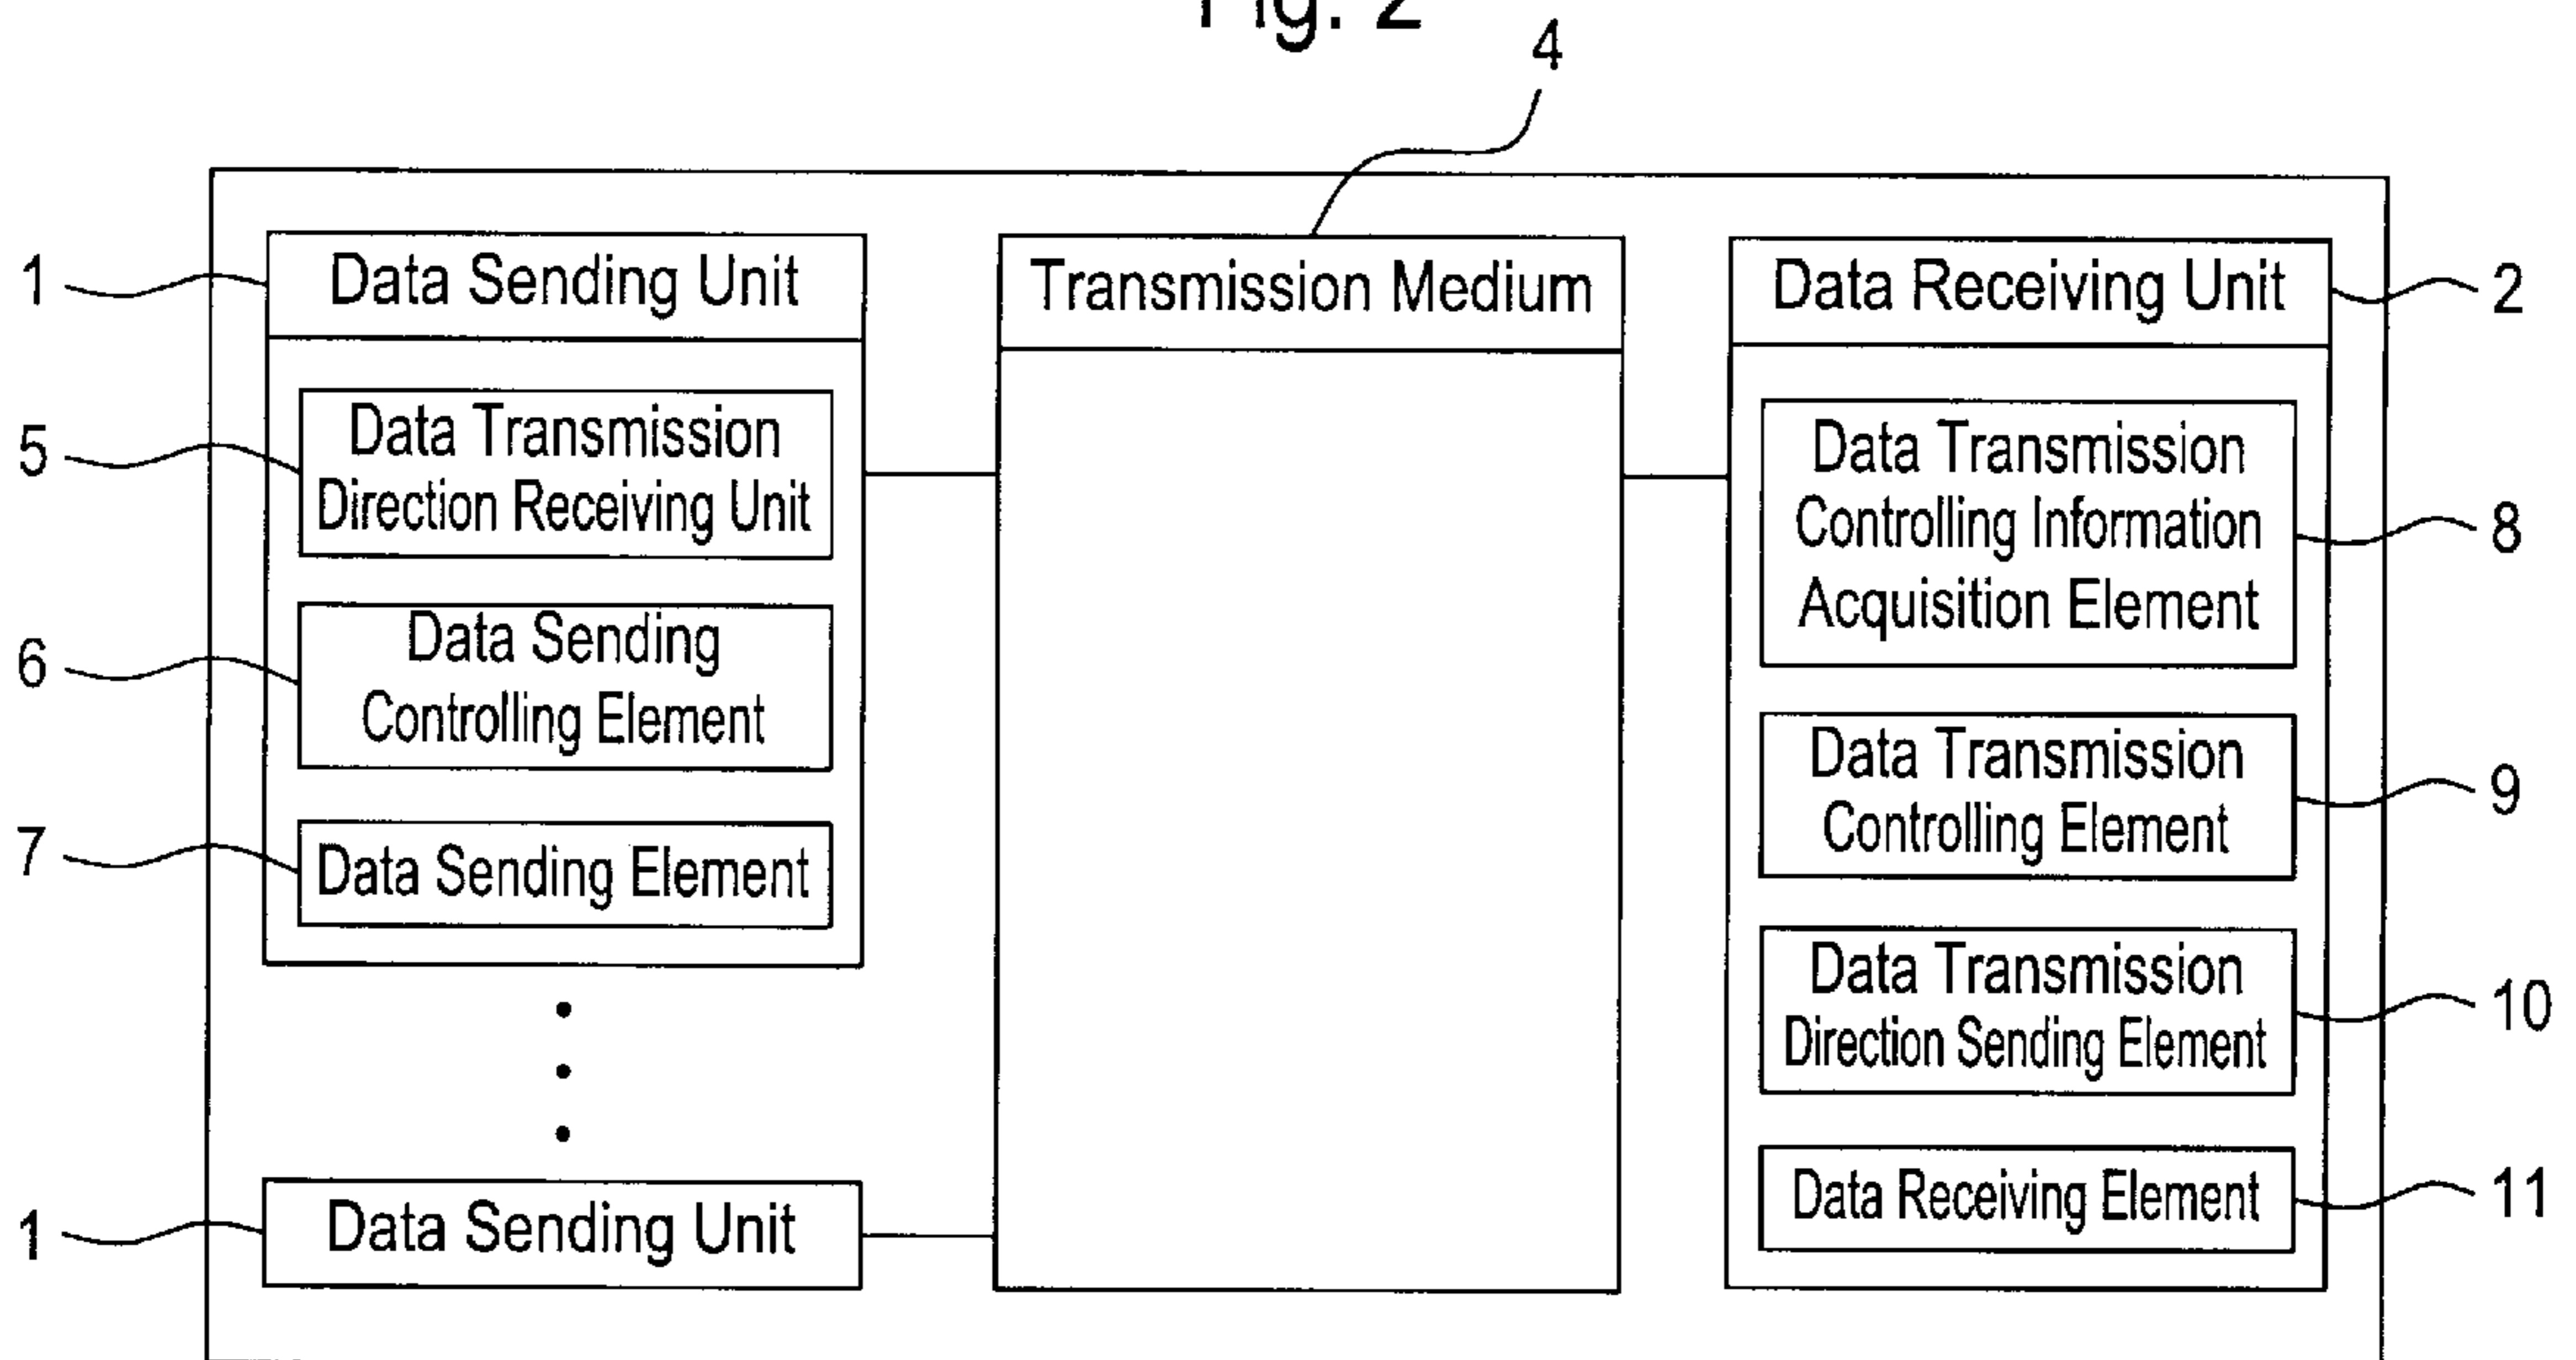 Fig. 2
4
1
Data Sending Unit
5
Data Transmission
Direction Receiving Unit
6
Data Sending
Controlling Element
7
Data Sending Element
1
Data Sending Unit
Transmission Medium
Data Receiving Unit
2
Data Transmission
Controlling Information
Acquisition Element
8
Data Transmission
Controlling Element
9
Data Transmission
Direction Sending Element
10
Data Receiving Element
11